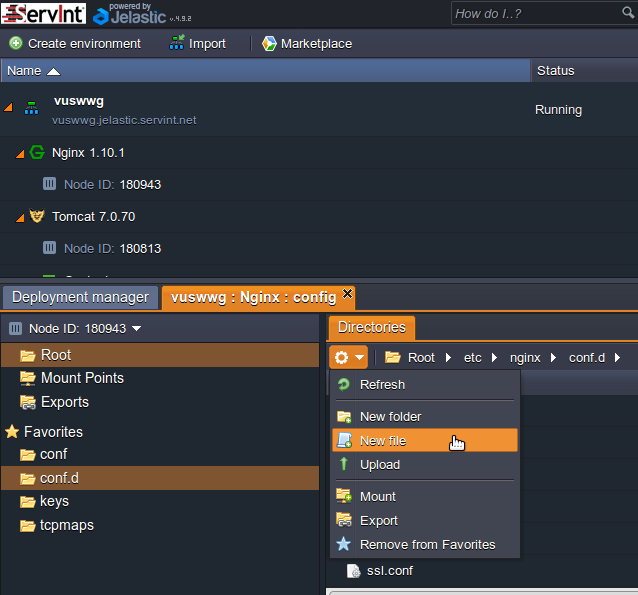 ServInt powered by Jelastic v.4.9.2 How do I..?
Create environment Import Marketplace
Name Status
vuswwg
vuswwg.jelastic.servint.net Running
Nginx 1.10.1
Node ID: 180943
Tomcat 7.0.70
Node ID: 180813
Deployment manager vuswwg : Nginx : config
Node ID: 180943
Root
Mount Points
Exports
Favorites
conf
conf.d
keys
tcpmaps
Directories
Root etc nginx conf.d
Refresh
New folder
New file
Upload
Mount
Export
Remove from Favorites
ssl.conf